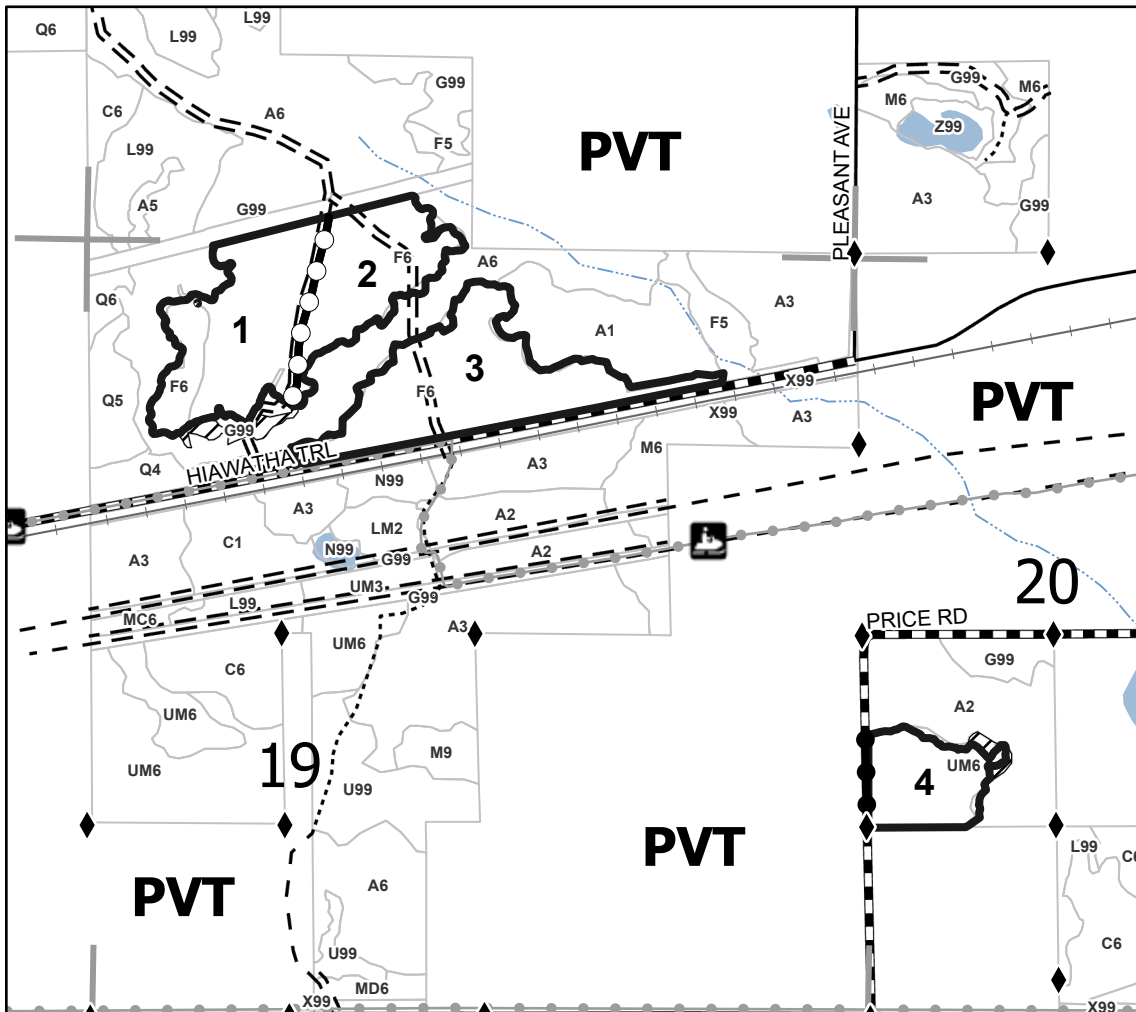 L99
Q6
L99
G99
G99
M6
C6
A6
M6
PLEASANT AVE
Z99
F5
PVT
L99
A5
A3
G99
G99
F6
2
A6
Q6
A3
1
A1
F5
3
X99
F6
F6
PVT
Q5
X99
A3
G99
M6
HIAWATHA TRL
Q4
A3
N99
A3
LM2
A2
C1
N99
A2
A3
G99
20
UM3
L99
G99
MC6
PRICE RD
A3
UM6
G99
C6
A2
UM6
M9
19
UM6
UM6
4
U99
PVT
L99
C6
A6
PVT
C6
U99
MD6
X99
X99